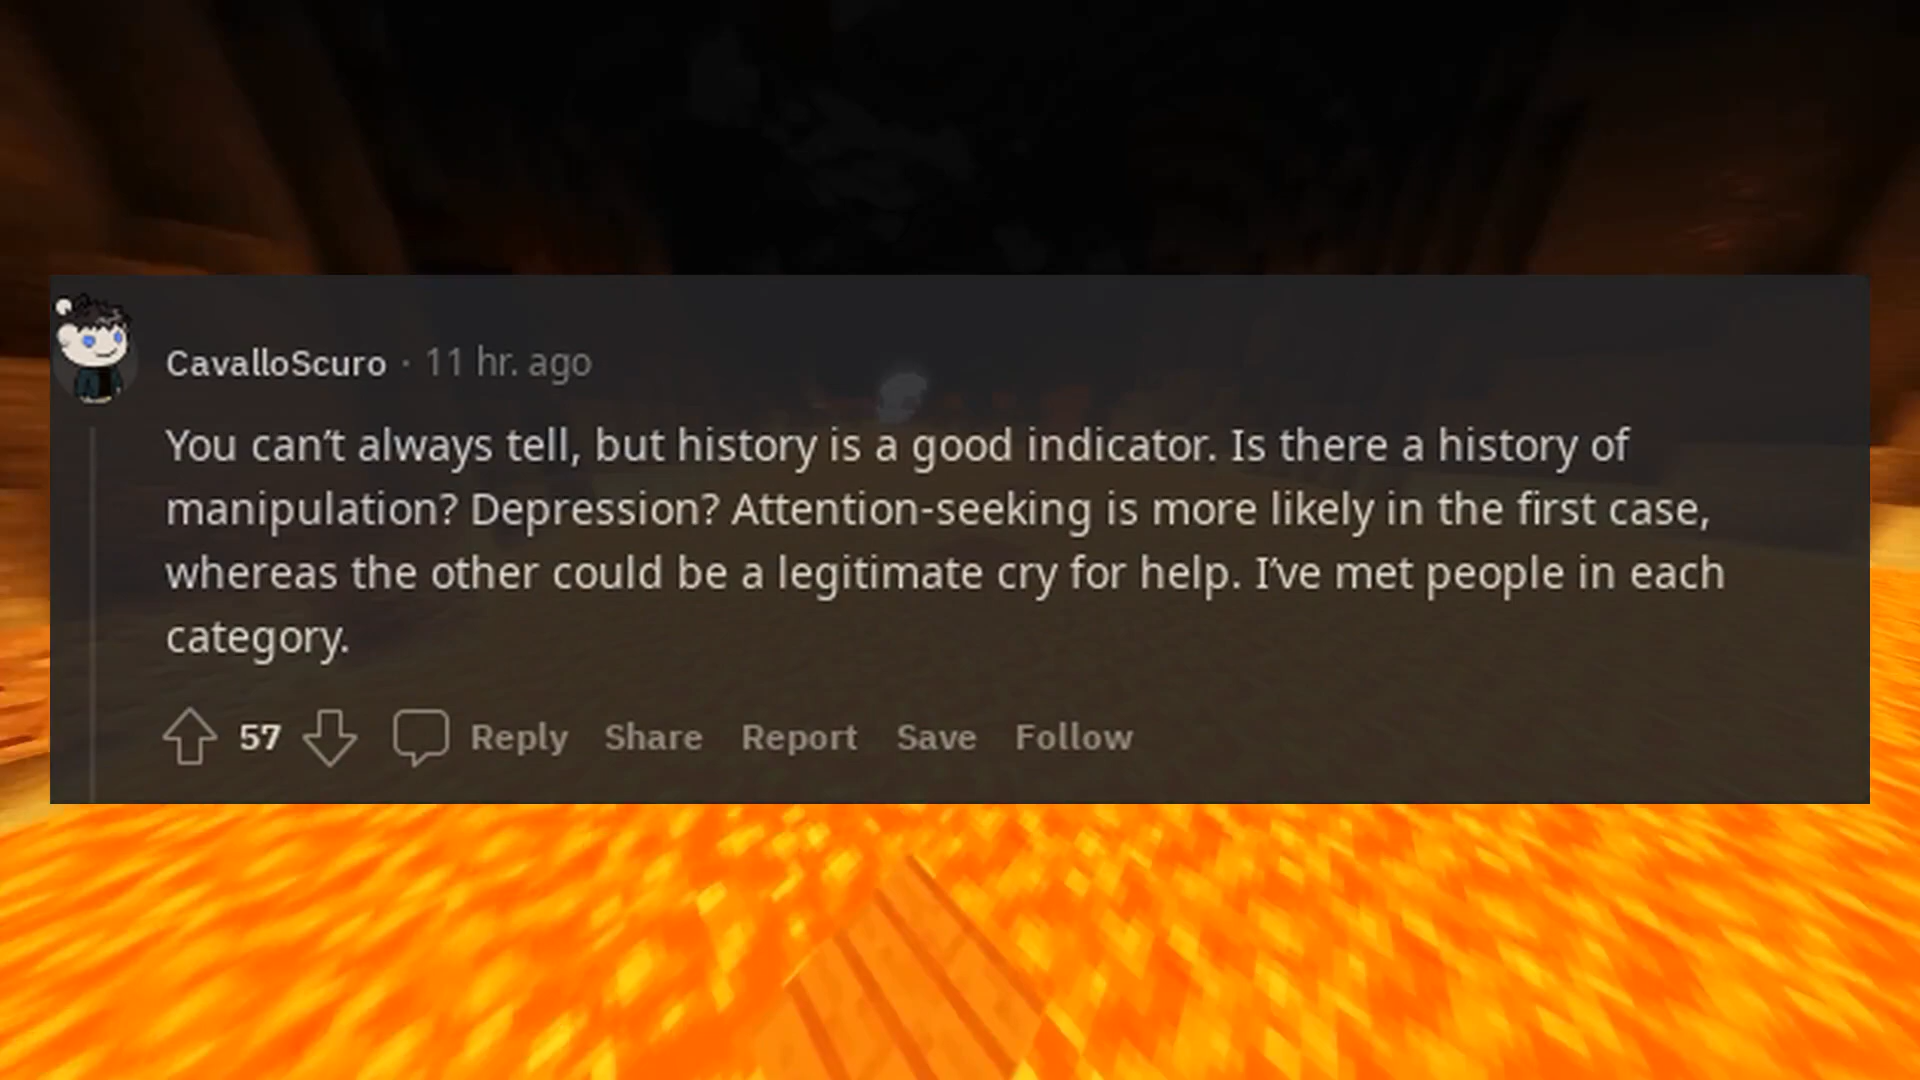 CavalloScuro · 11 hr. ago
You can’t always tell, but history is a good indicator. Is there a history of
manipulation? Depression? Attention-seeking is more likely in the first case,
whereas the other could be a legitimate cry for help. I’ve met people in each
category.
57 Reply Share Report Save Follow